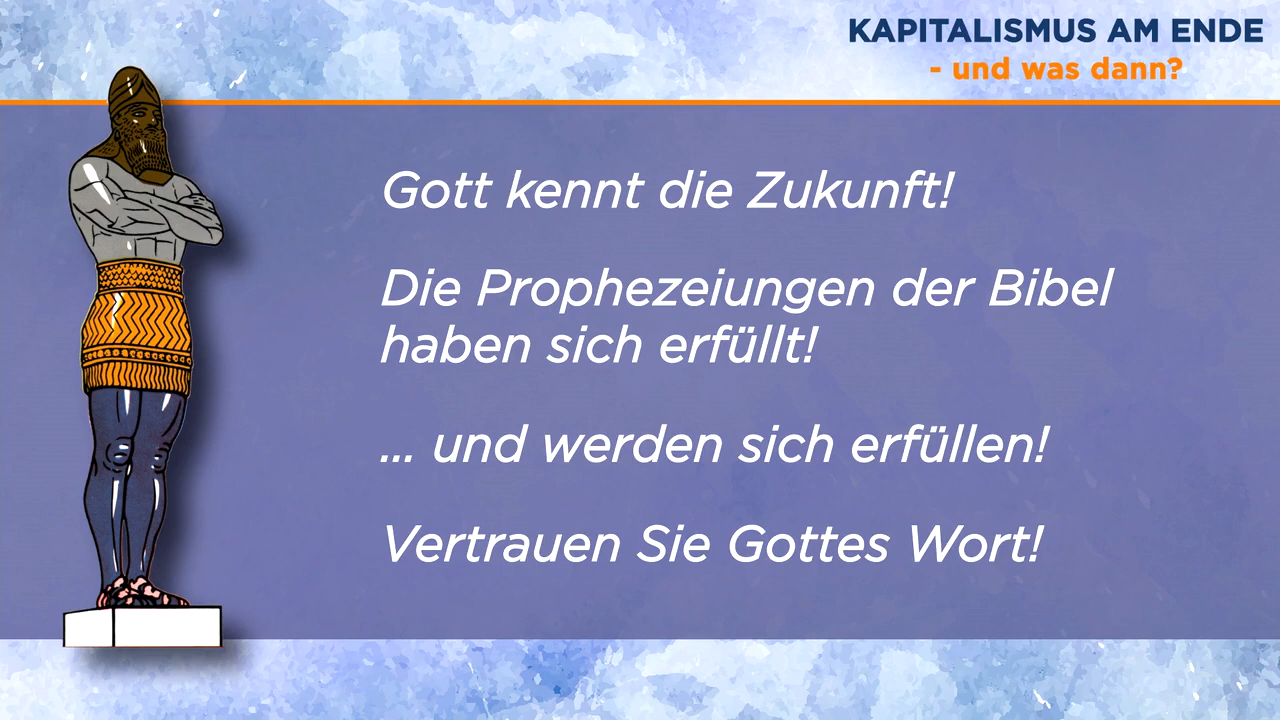 KAPITALISMUS AM ENDE
- und was dann?
Gott kennt die Zukunft!
Die Prophezeiungen der Bibel
haben sich erfüllt!
... und werden sich erfüllen!
Vertrauen Sie Gottes Wort!